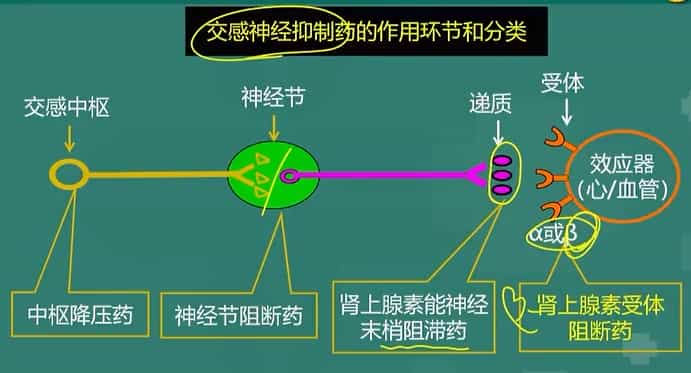 交感神经抑制药的作用环节和分类
交感中枢
神经节
递质
受体
效应器
(心/血管)
α或β
中枢降压药
神经节阻断药
肾上腺素能神经
末梢阻滞药
β-肾上腺素受体
阻断药